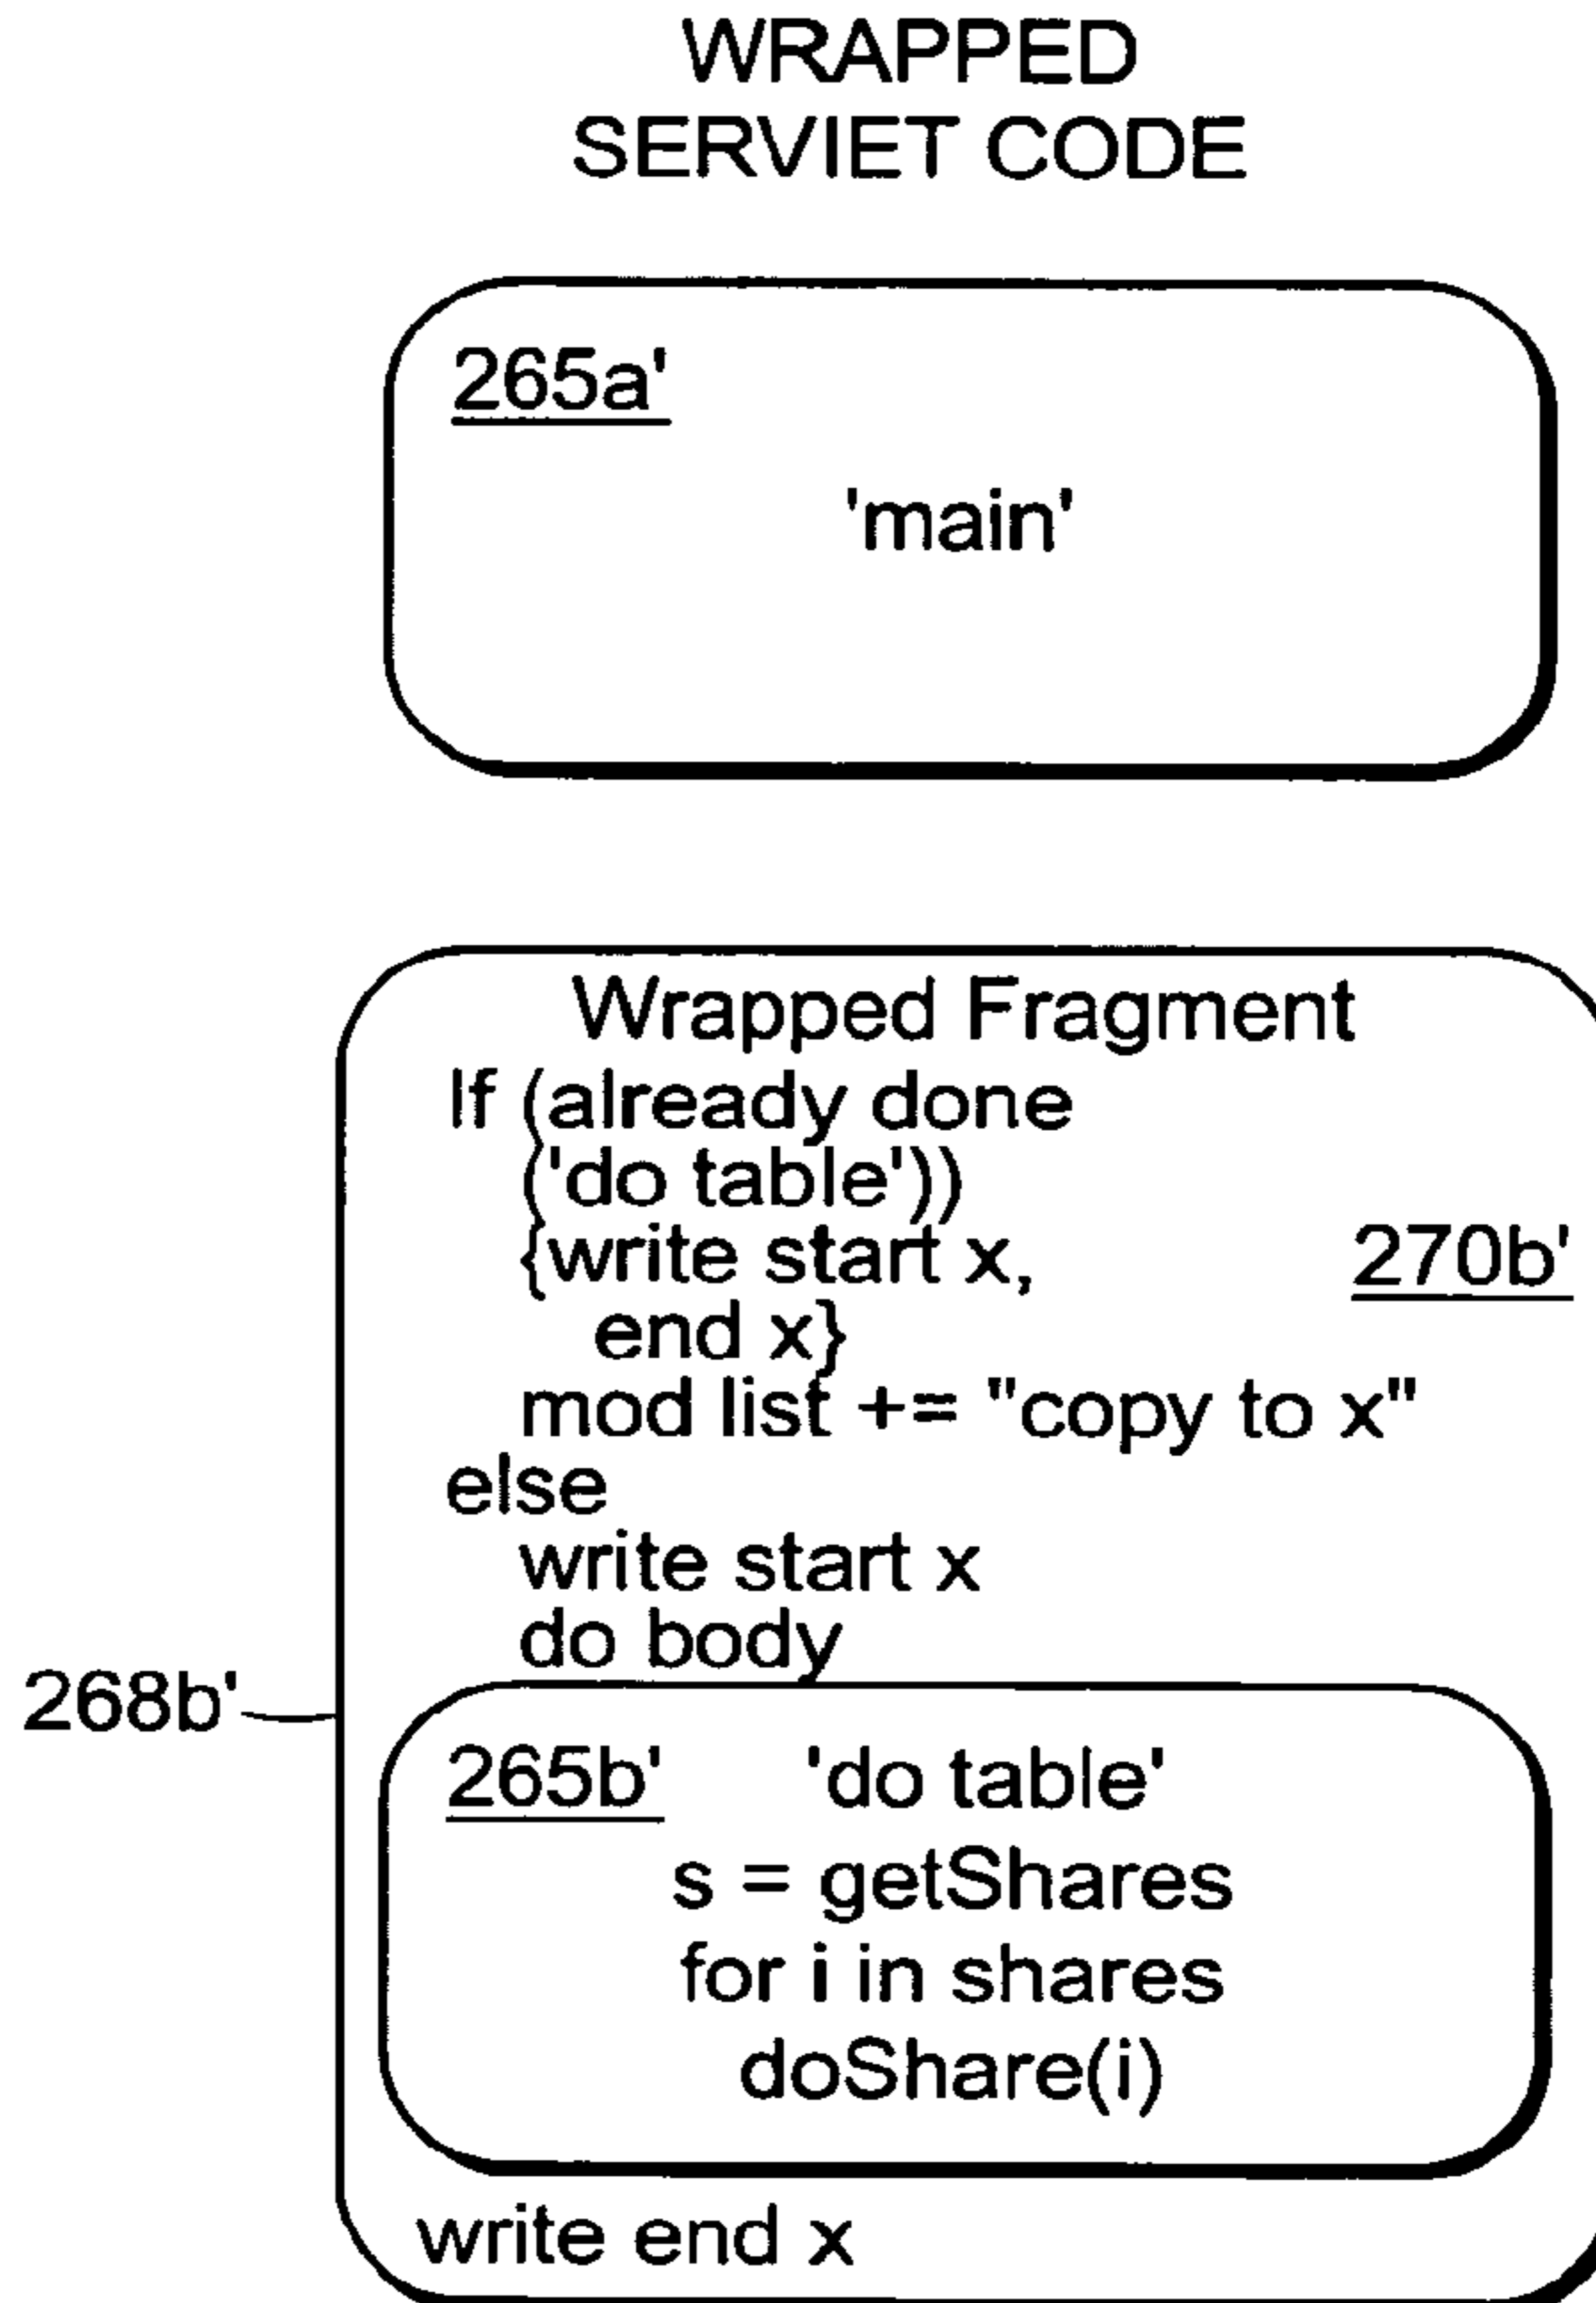 WRAPPED
SERVIET CODE
265a'
'main'
Wrapped Fragment
If (already done
('do table'))
{write start x,
270b'
end x}
mod list += "copy to x"
else
write start x
do body
268b'
265b' 'do table'
s = getShares
for i in shares
doShare(i)
write end x